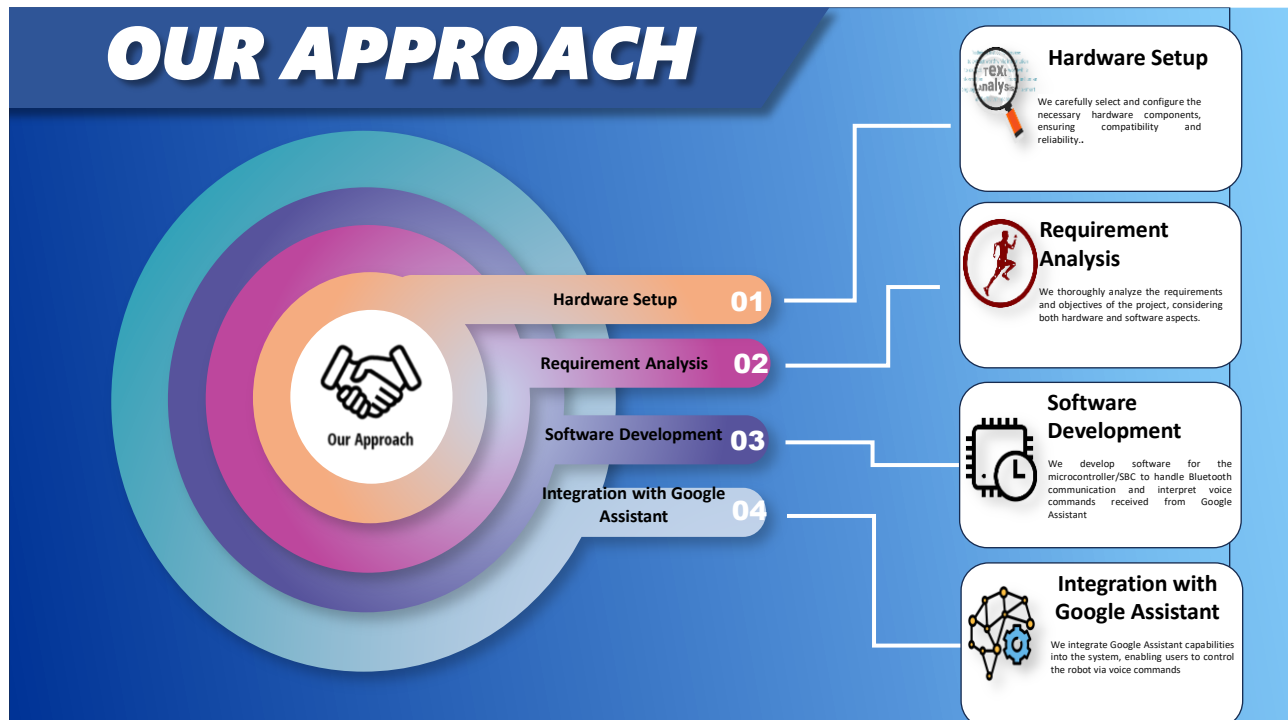 OUR APPROACH
Our Approach
Hardware Setup 01
Requirement Analysis 02
Software Development 03
Integration with Google
Assistant 04
Text
Analysis
Hardware Setup
We carefully select and configure the
necessary hardware components,
ensuring compatibility and
reliability..
Requirement
Analysis
We thoroughly analyze the requirements
and objectives of the project, considering
both hardware and software aspects.
Software
Development
We develop software for the
microcontroller/SBC to handle Bluetooth
communication and interpret voice
commands received from Google
Assistant
Integration with
Google Assistant
We integrate Google Assistant capabilities
into the system, enabling users to control
the robot via voice commands